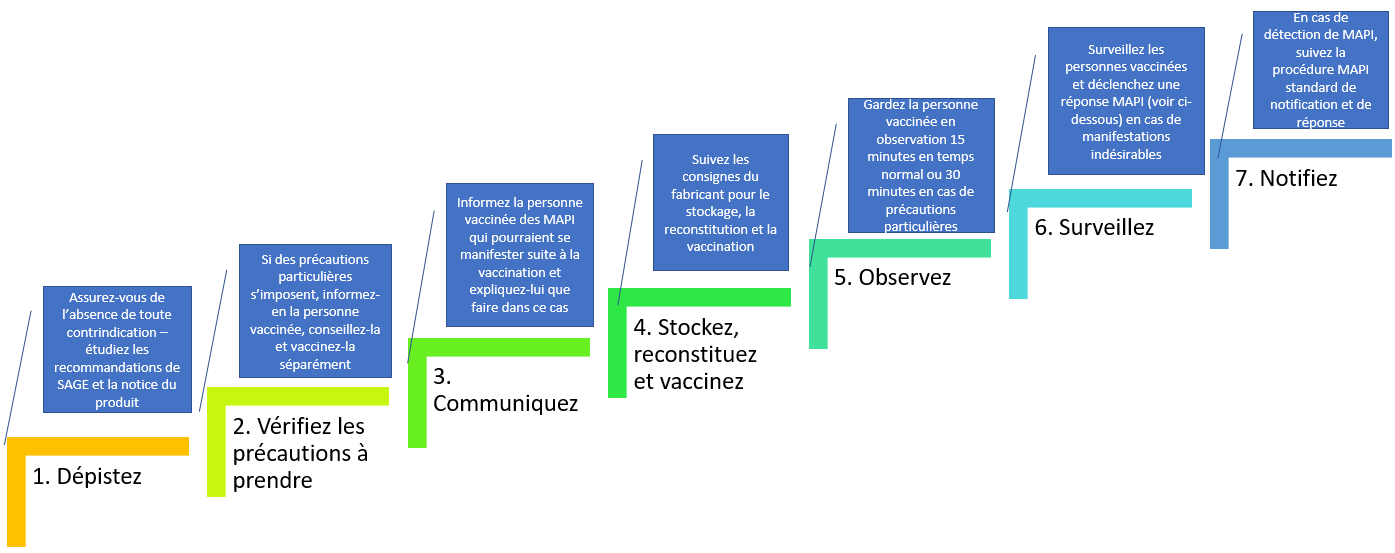 Assurez-vous de
l'absence de toute
contrindication –
étudiez les
recommandations de
SAGE et la notice du
produit
1. Dépistez
Si des précautions
particulières
s'imposent, informez-
en la personne
vaccinée, conseillez-la
et vaccinez-la
séparément
2. Vérifiez les
précautions à
prendre
Informez la personne
vaccinée des MAPI
qui pourraient se
manifester suite à la
vaccination et
expliquez-lui que
faire dans ce cas
3.
Communiquez
Suivez les
consignes du
fabricant pour le
stockage, la
reconstitution et la
vaccination
4. Stockez,
reconstituez
et vaccinez
Gardez la personne
vaccinée en
observation 15
minutes en temps
normal ou 30
minutes en cas de
précautions
particulières
5. Observez
Surveillez les
personnes vaccinées
et déclenchez une
réponse MAPI (voir ci-
dessous) en cas de
manifestations
indésirables
6. Surveillez
En cas de
détection de MAPI,
suivez la
procédure MAPI
standard de
notification et de
réponse
7. Notifiez